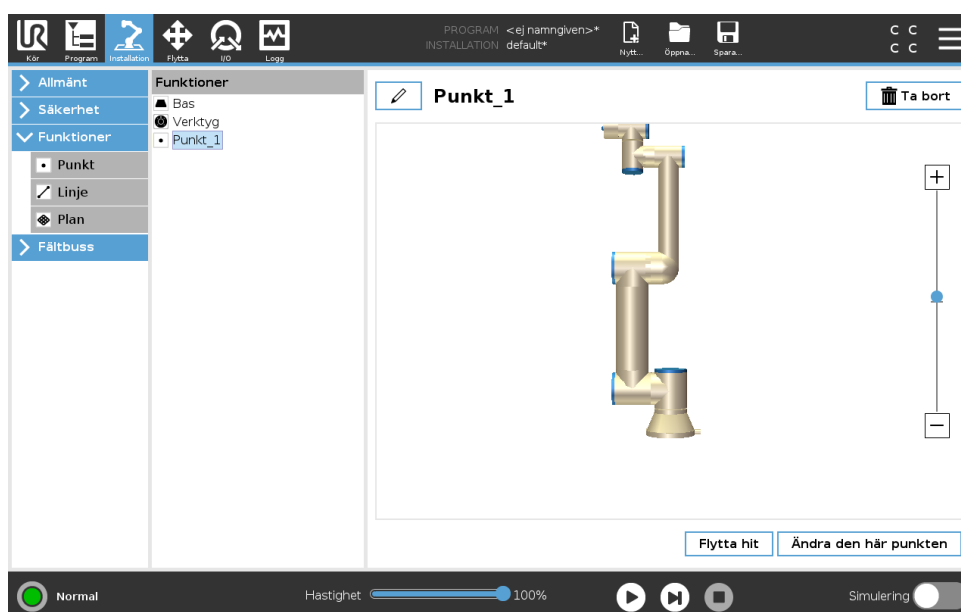 UR
PROGRAM <ej namngiven>*
INSTALLATION default*
C C
C C
Kör Program Installation Flytta I/O Logg Nytt... Öppna... Spara...
Allmänt
Säkerhet
Funktioner
Punkt
Linje
Plan
Fältbuss
Funktioner
Bas
Verktyg
Punkt_1
Punkt_1
Ta bort
+
−
Flytta hit
Ändra den här punkten
Normal
Hastighet 100%
Simulering